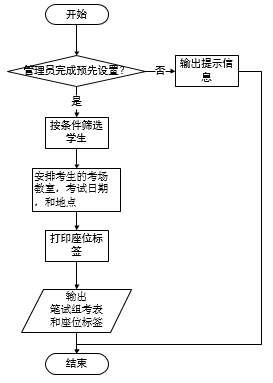 开始
管理员完成预先设置?
否
输出提示信
息
是
按条件筛选
学生
安排考生的考场
教室，考试日期
，和地点
打印座位标
签
输出
笔试组考表
和座位标签
结束